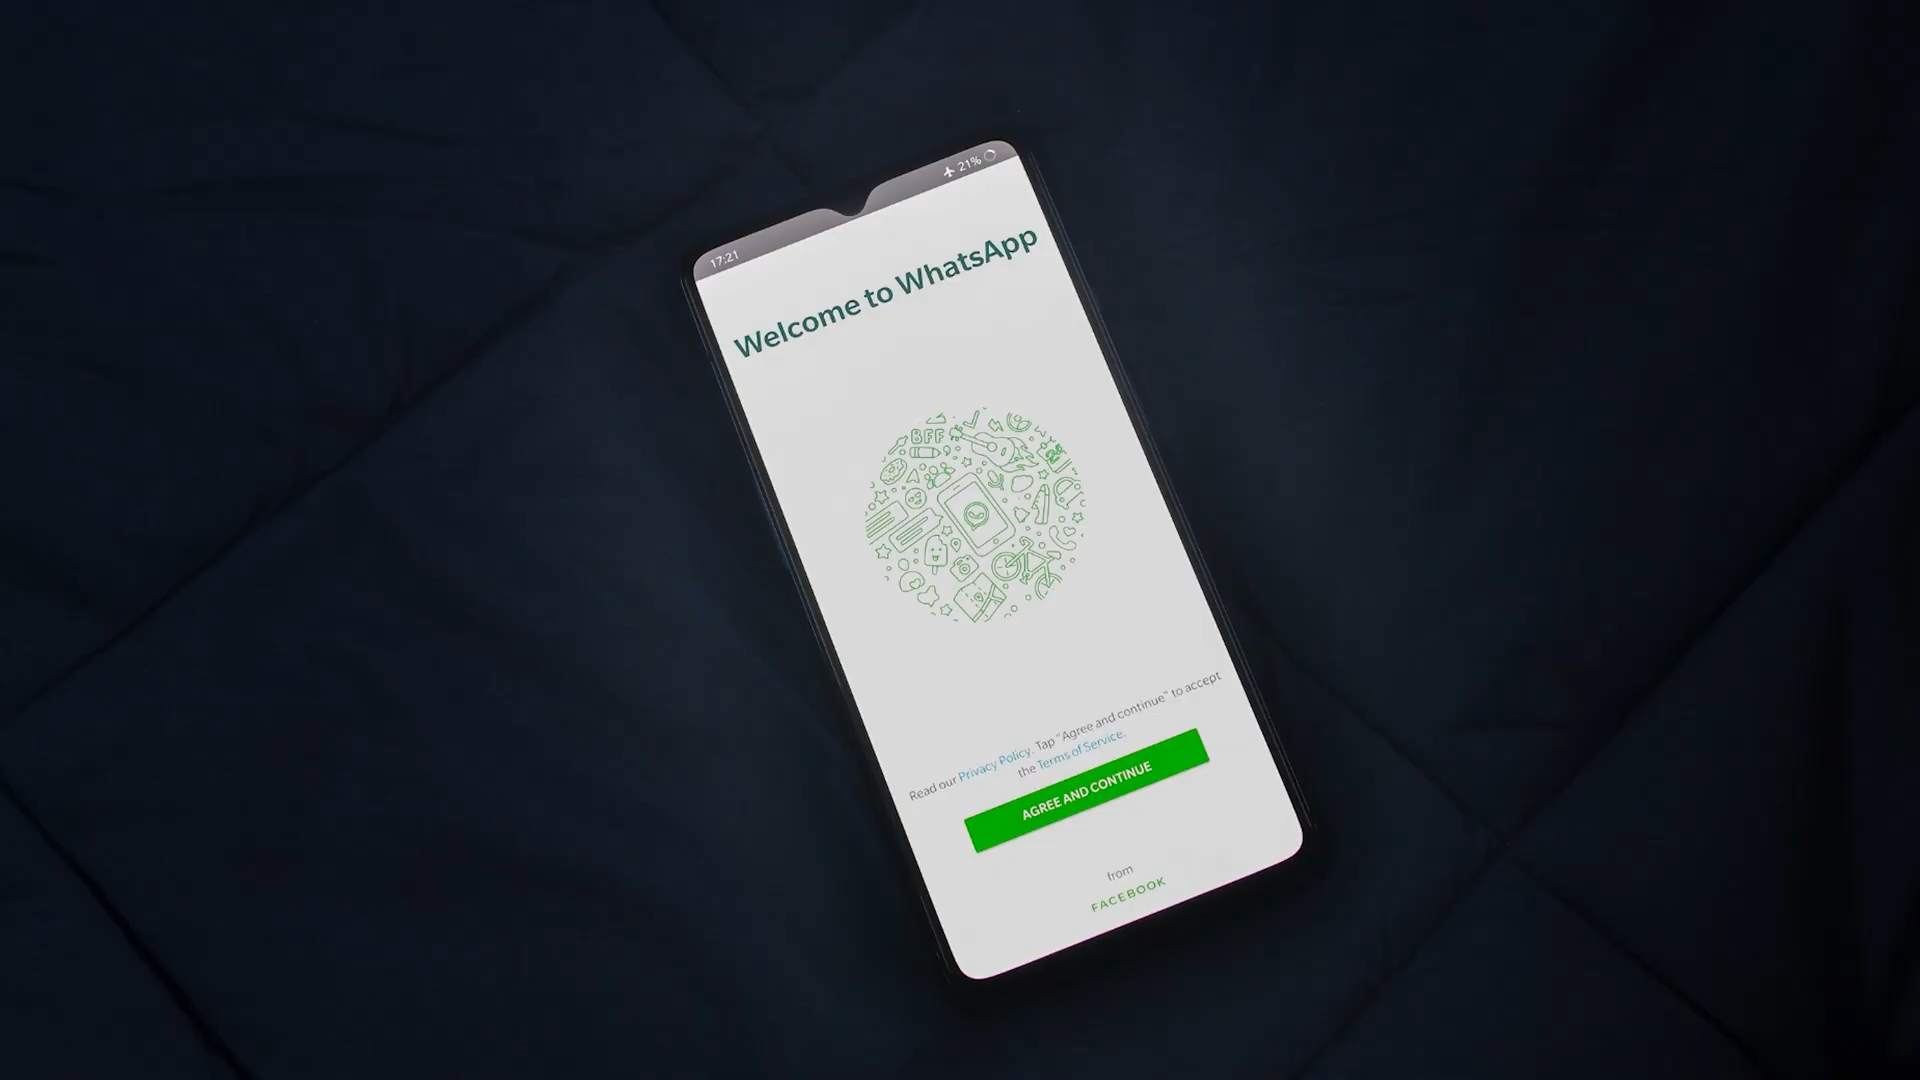 17:21
21%
Welcome to WhatsApp
BFF
Read our Privacy Policy. Tap "Agree and continue" to accept
the Terms of Service.
AGREE AND CONTINUE
from
FACEBOOK